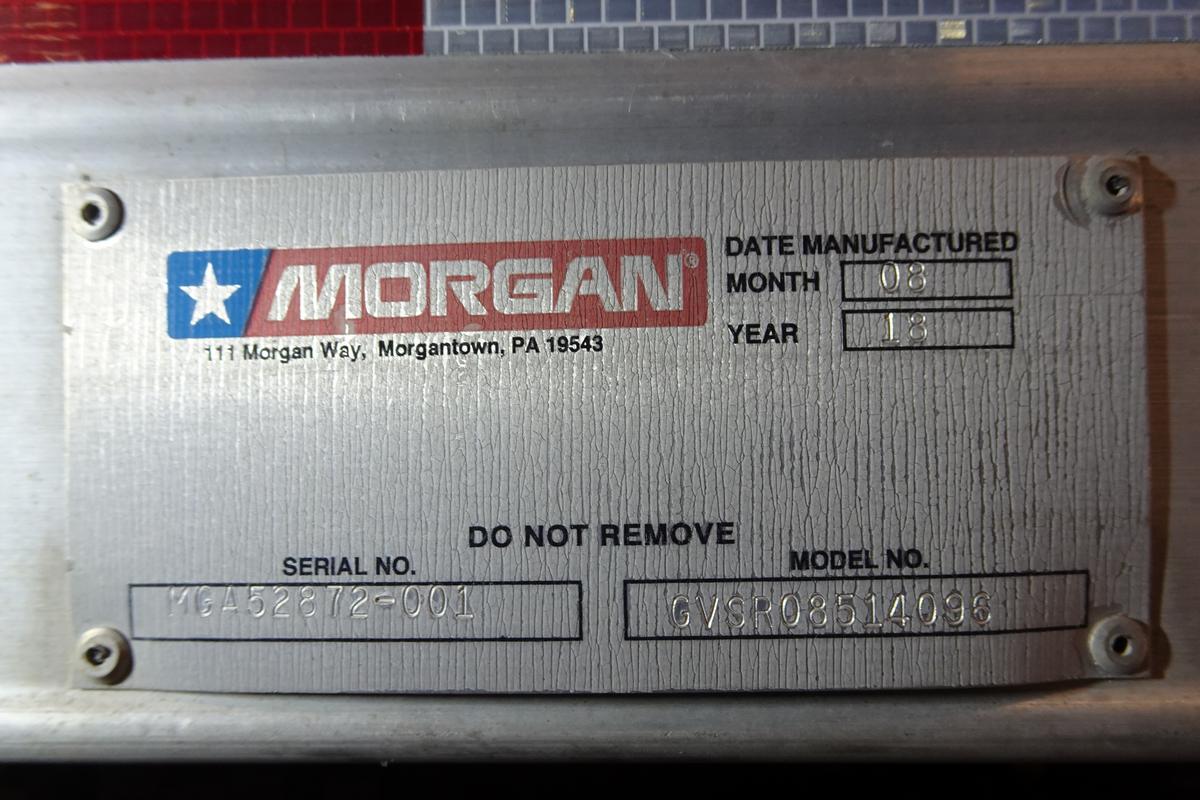 MORGAN®
111 Morgan Way, Morgantown, PA 19543
DATE MANUFACTURED
MONTH 08
YEAR 18
DO NOT REMOVE
SERIAL NO.
MGA52872-001
MODEL NO.
GVSR08514096